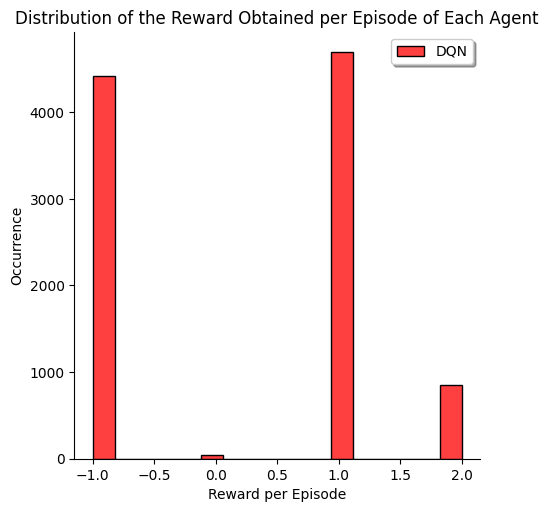 Distribution of the Reward Obtained per Episode of Each Agent
DQN
4000
3000
2000
1000
0
Occurrence
−1.0 −0.5 0.0 0.5 1.0 1.5 2.0
Reward per Episode